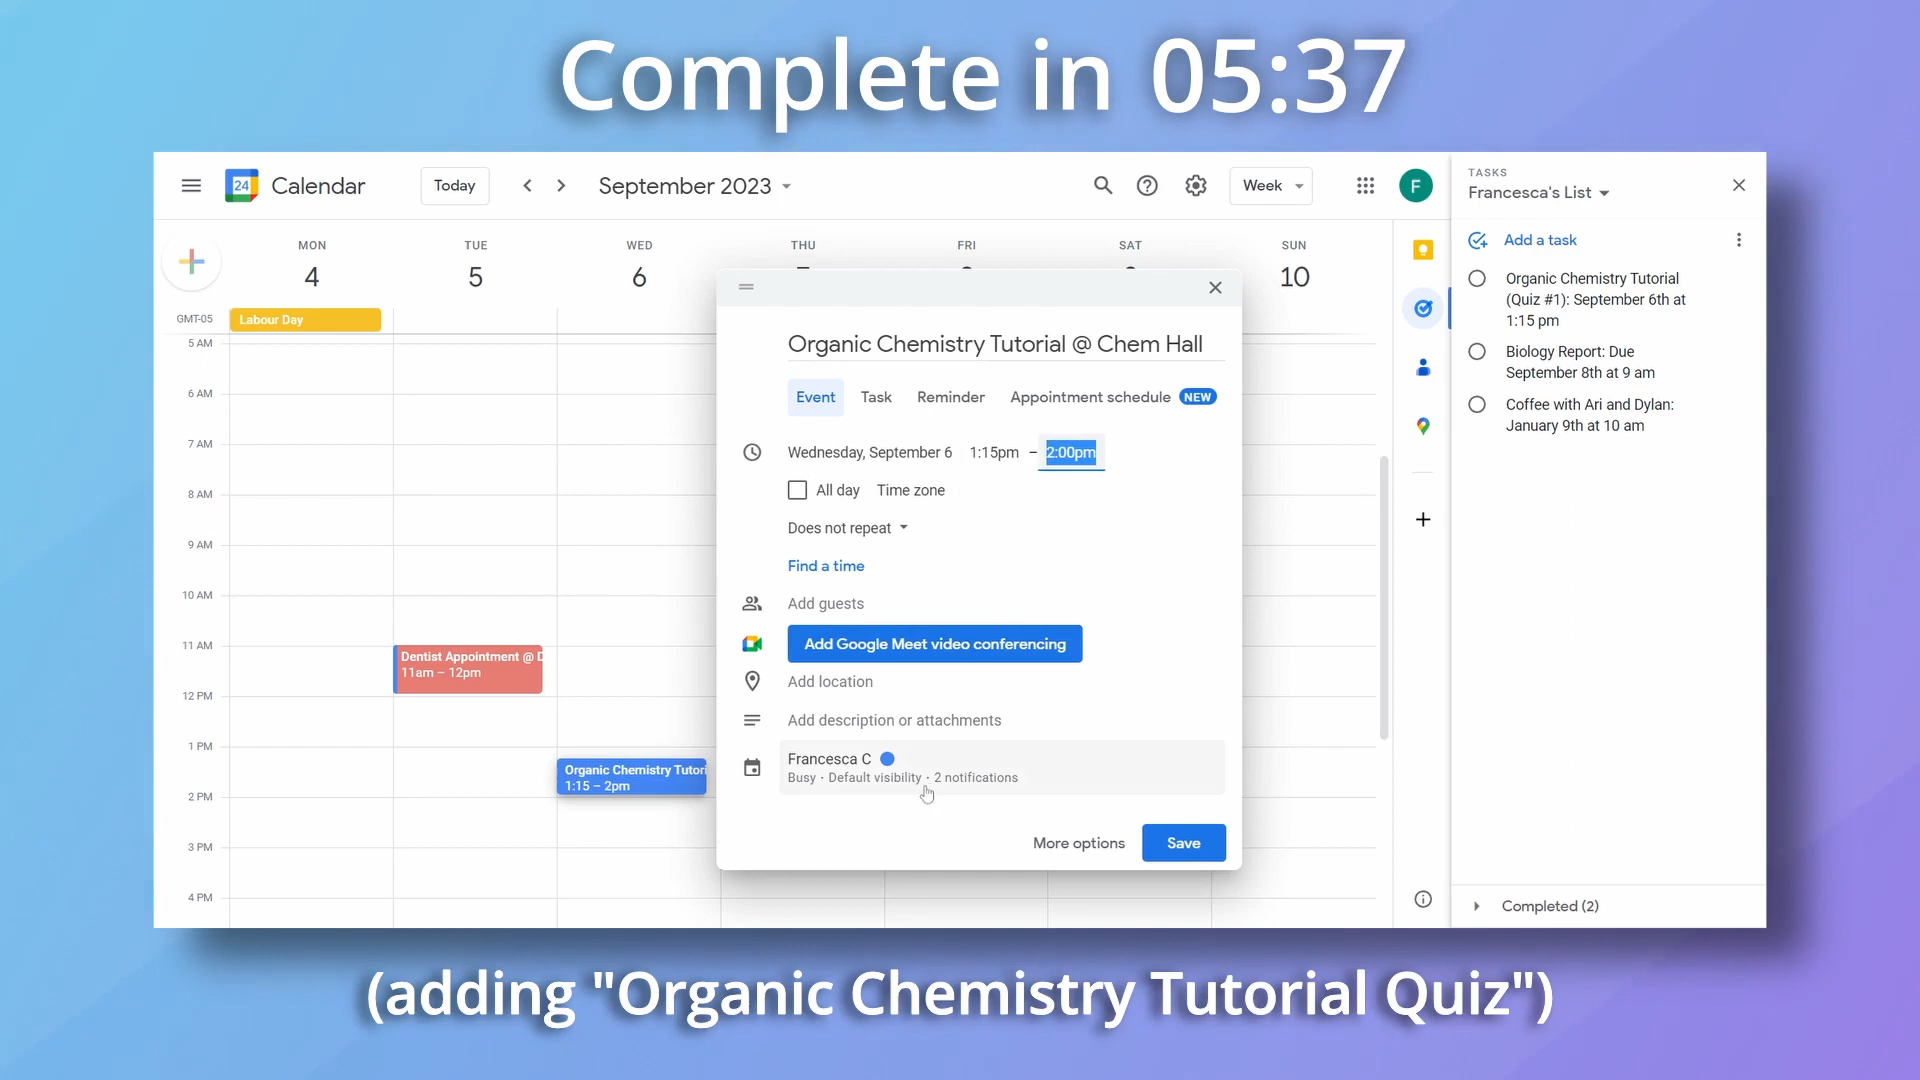 Complete in 05:37
24
Calendar
Today
September 2023
Week
F
TASKS
Francesca's List
MON
TUE
WED
THU
FRI
SAT
SUN
4
5
6
10
GMT-05
Labour Day
5 AM
6 AM
7 AM
8 AM
9 AM
10 AM
11 AM
12 PM
1 PM
2 PM
3 PM
4 PM
Dentist Appointment @
11am – 12pm
Organic Chemistry Tutori
1:15 – 2pm
Organic Chemistry Tutorial @ Chem Hall
Event
Task
Reminder
Appointment schedule
NEW
Wednesday, September 6 1:15pm – 2:00pm
All day Time zone
Does not repeat
Find a time
Add guests
Add Google Meet video conferencing
Add location
Add description or attachments
Francesca C
Busy · Default visibility · 2 notifications
More options
Save
Add a task
Organic Chemistry Tutorial
(Quiz #1): September 6th at
1:15 pm
Biology Report: Due
September 8th at 9 am
Coffee with Ari and Dylan:
January 9th at 10 am
Completed (2)
(adding "Organic Chemistry Tutorial Quiz")